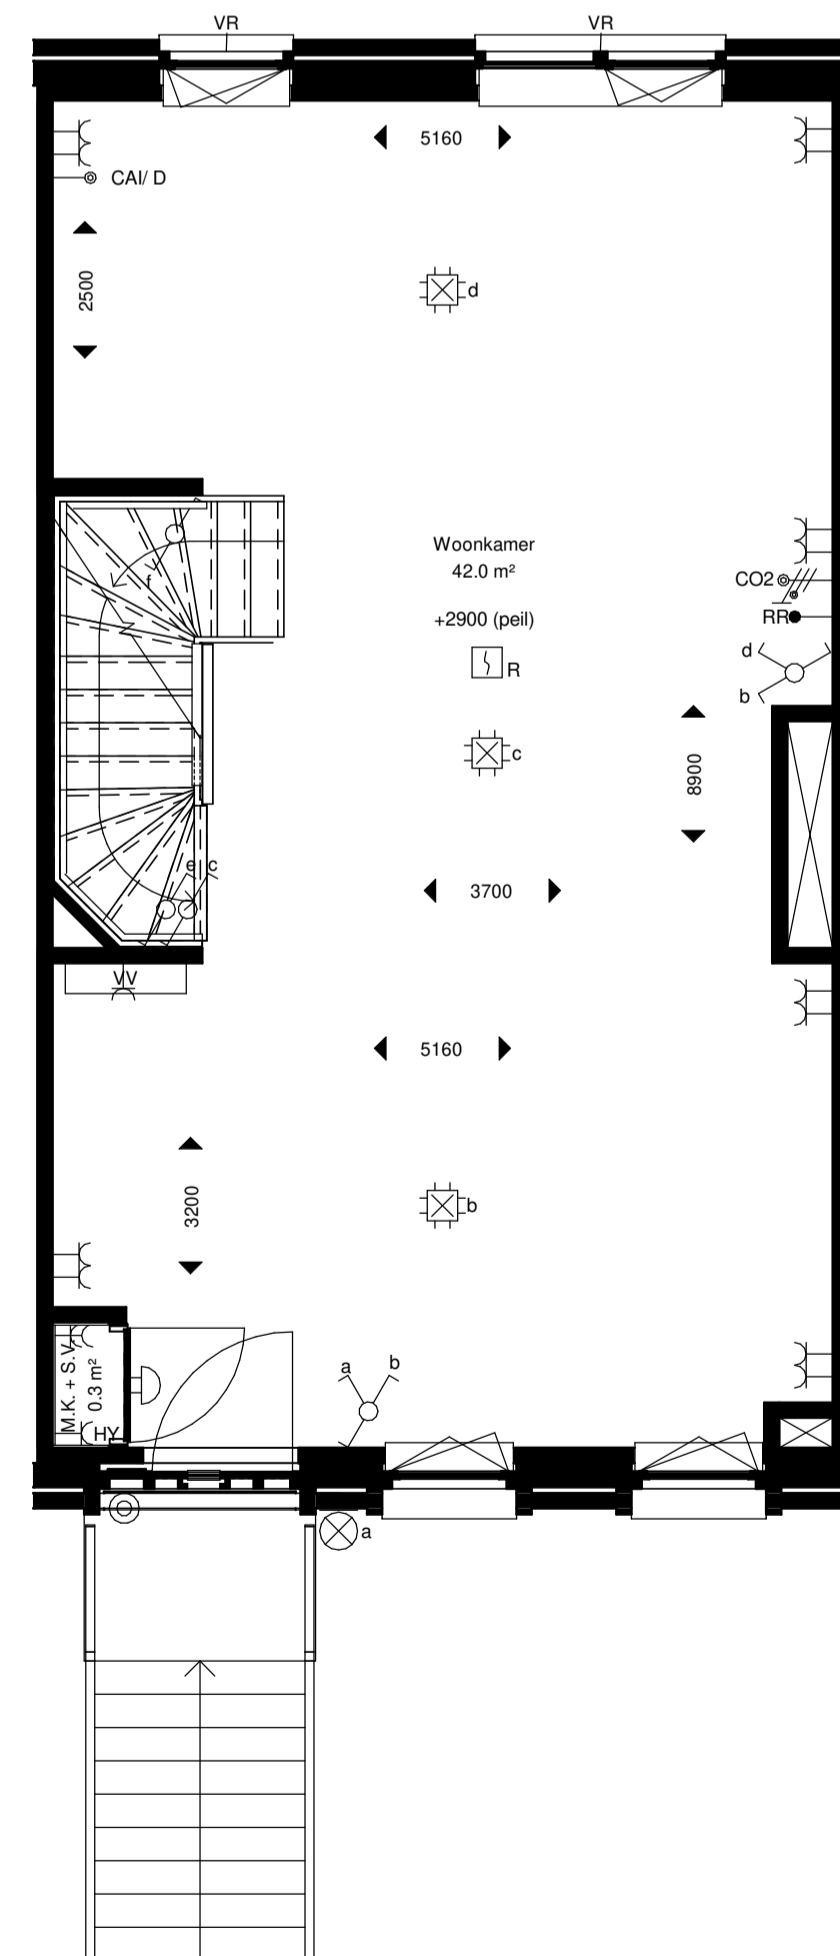 VR
VR
5160
CAI/ D
2500
d
Woonkamer
42.0 m²
CO2
f
+2900 (peil)
RR
d
R
b
c
8900
e c
3700
VV
5160
3200
b
M.K. + S.V.
0.3 m²
HY
a b
a